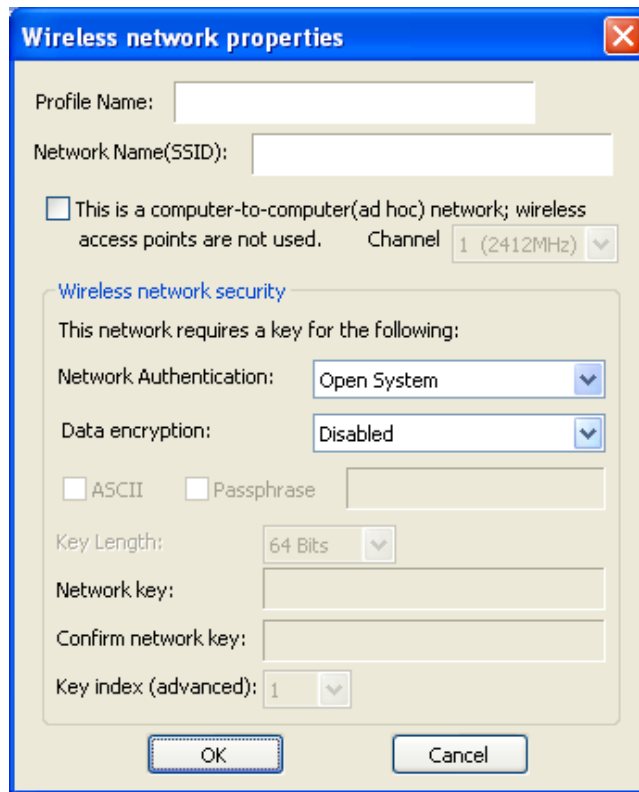 Wireless network properties
Profile Name:
Network Name(SSID):
This is a computer-to-computer(ad hoc) network; wireless
access points are not used. Channel 1 (2412MHz)
Wireless network security
This network requires a key for the following:
Network Authentication: Open System
Data encryption: Disabled
ASCII Passphrase
Key Length: 64 Bits
Network key:
Confirm network key:
Key index (advanced): 1
OK Cancel